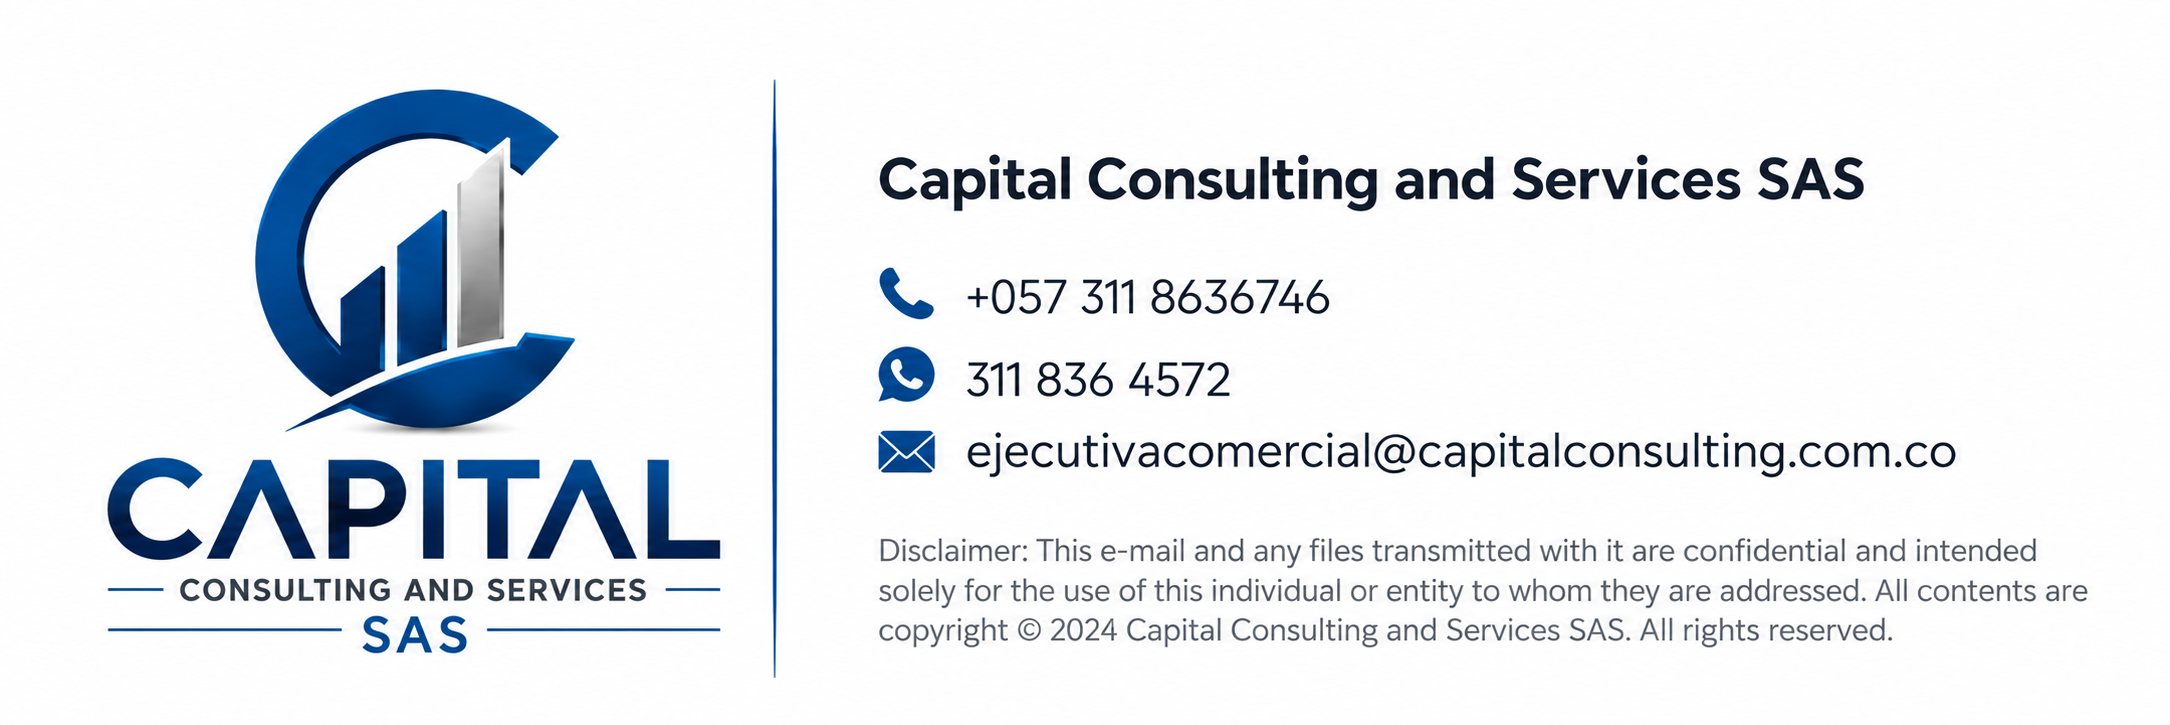 CAPITAL
CONSULTING AND SERVICES
SAS
Capital Consulting and Services SAS
+057 311 8636746
311 836 4572
ejecutivacomercial@capitalconsulting.com.co
Disclaimer: This e-mail and any files transmitted with it are confidential and intended
solely for the use of this individual or entity to whom they are addressed. All contents are
copyright © 2024 Capital Consulting and Services SAS. All rights reserved.